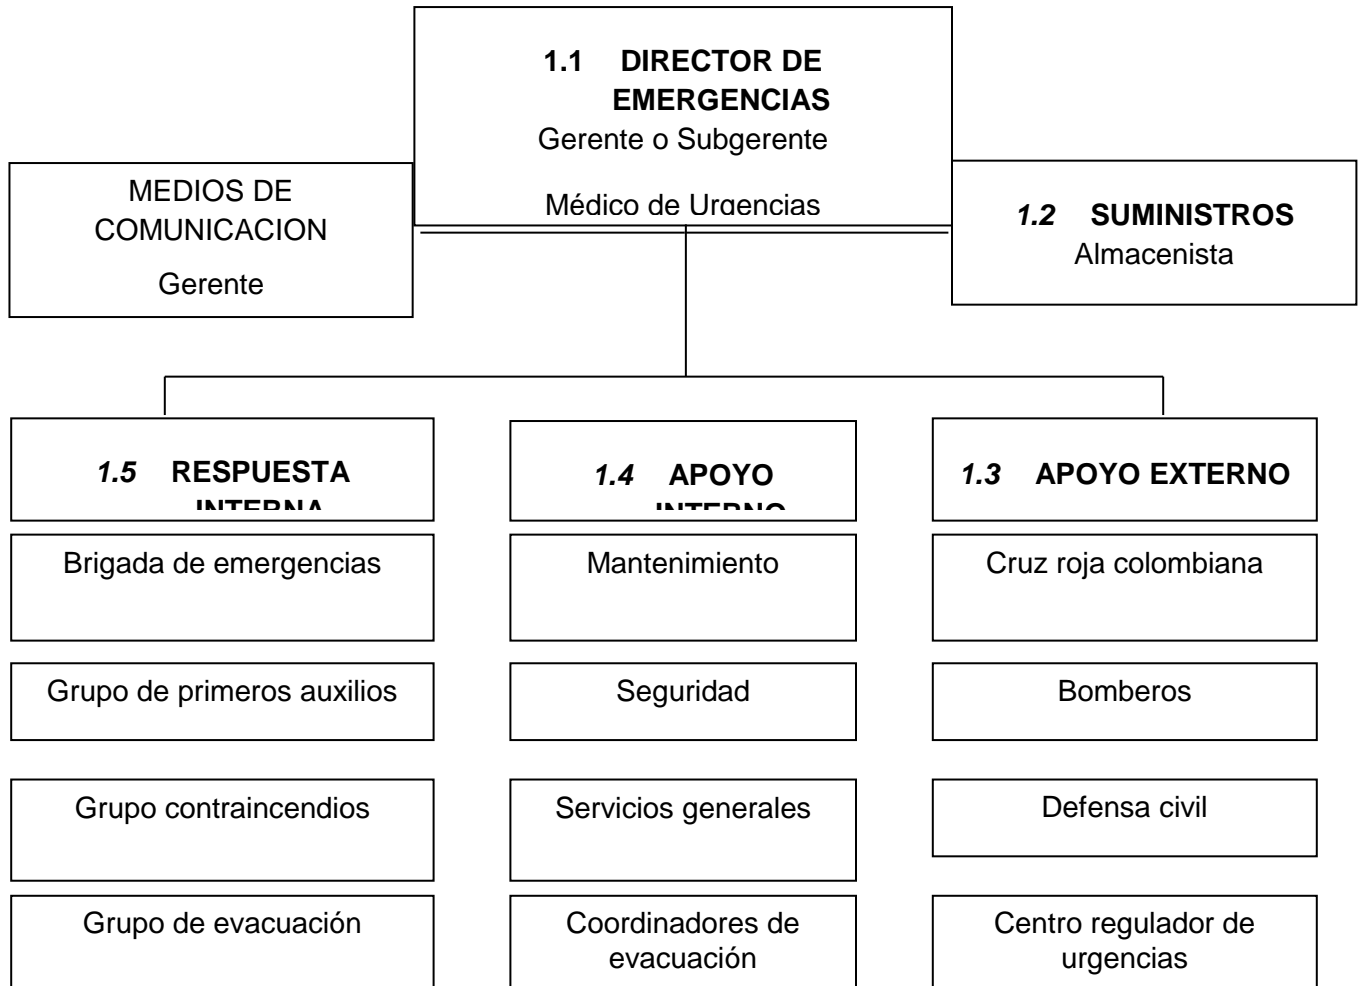 1.1 DIRECTOR DE
EMERGENCIAS
Gerente o Subgerente
Médico de Urgencias
MEDIOS DE
COMUNICACION
Gerente
1.2 SUMINISTROS
Almacenista
1.5 RESPUESTA
INTERNA
Brigada de emergencias
Grupo de primeros auxilios
Grupo contraincendios
Grupo de evacuación
1.4 APOYO
INTERNO
Mantenimiento
Seguridad
Servicios generales
Coordinadores de
evacuación
1.3 APOYO EXTERNO
Cruz roja colombiana
Bomberos
Defensa civil
Centro regulador de
urgencias